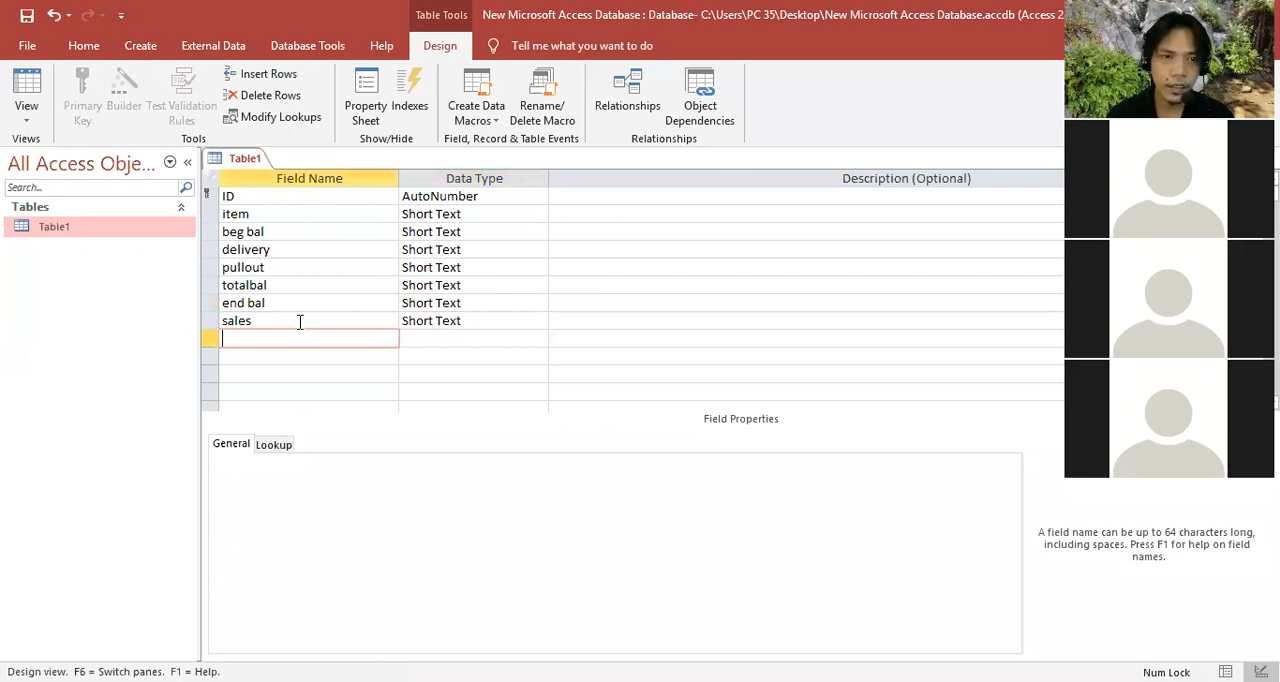 Table Tools
New Microsoft Access Database : Database- C:\Users\PC 35\Desktop\New Microsoft Access Database.accdb (Access 2
File Home Create External Data Database Tools Help Design Tell me what you want to do
View
Views
Primary Key
Builder
Test Validation Rules
Insert Rows
Delete Rows
Modify Lookups
Tools
Property Sheet
Indexes
Show/Hide
Create Data Macros
Rename/ Delete Macro
Field, Record & Table Events
Relationships
Object Dependencies
Relationships
All Access Obje...
Search...
Tables
Table1
Table1
Field Name Data Type Description (Optional)
ID AutoNumber
item Short Text
beg bal Short Text
delivery Short Text
pullout Short Text
totalbal Short Text
end bal Short Text
sales Short Text
Field Properties
General Lookup
A field name can be up to 64 characters long,
including spaces. Press F1 for help on field
names.
Design view. F6 = Switch panes. F1 = Help.
Num Lock